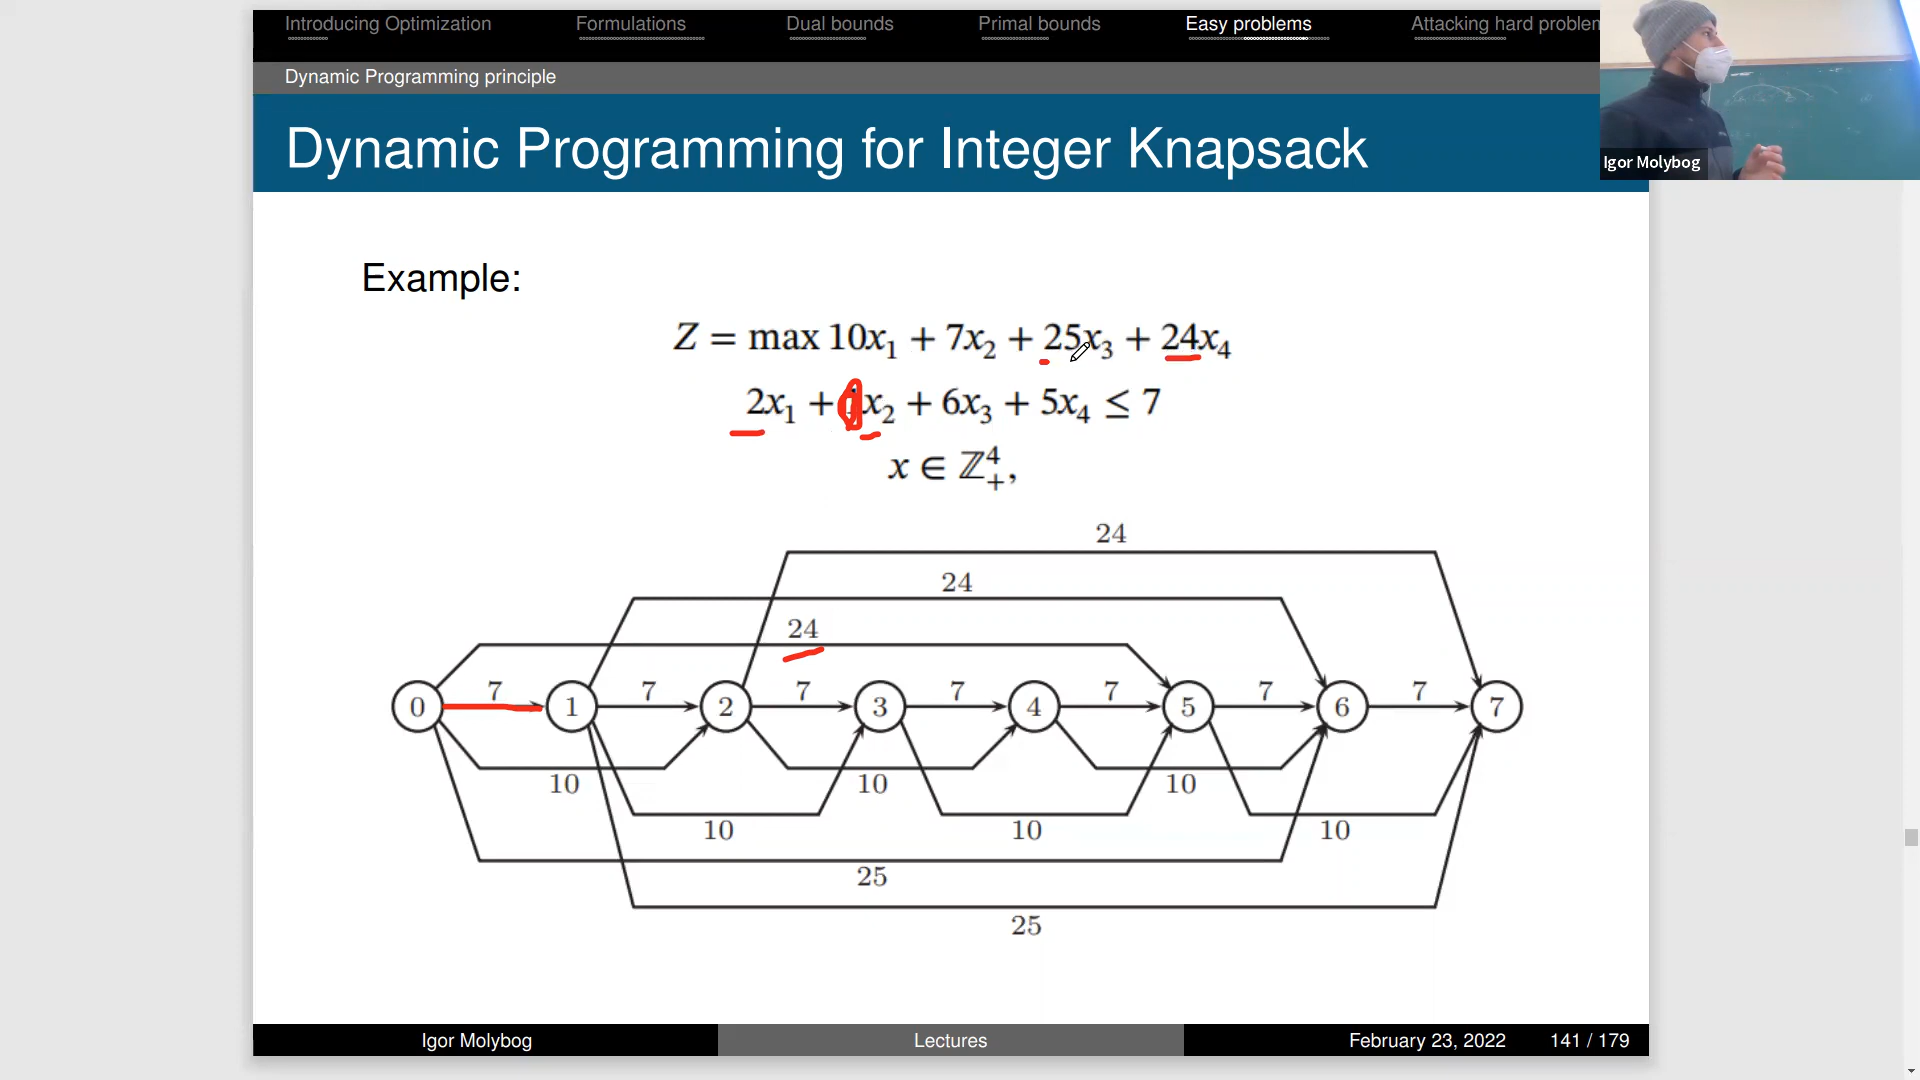 Introducing Optimization Formulations Dual bounds Primal bounds Easy problems Attacking hard problem
Igor Molybog
Dynamic Programming principle
Dynamic Programming for Integer Knapsack
Example:
Z = max 10x₁ + 7x₂ + 25x₃ + 24x₄
2x₁ + 1x₂ + 6x₃ + 5x₄ ≤ 7
x ∈ ℤ⁴₊,
24
24
24
7 7 7 7 7 7 7
0 1 2 3 4 5 6 7
10 10 10
10 10 10
25
25
Igor Molybog Lectures February 23, 2022 141 / 179